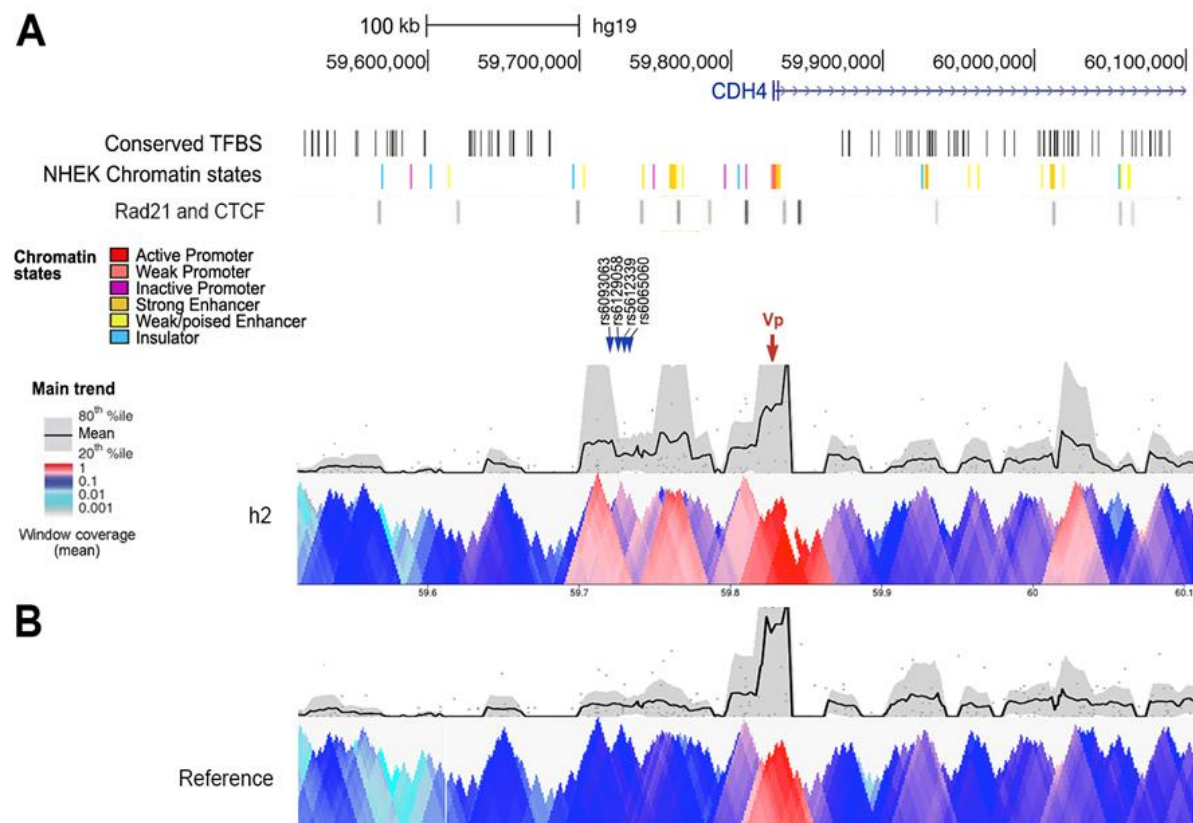 A
100 kb
hg19
59,600,000
59,700,000
59,800,000
59,900,000
60,000,000
60,100,000
CDH4
Conserved TFBS
NHEK Chromatin states
Rad21 and CTCF
Chromatin states
Active Promoter
Weak Promoter
Inactive Promoter
Strong Enhancer
Weak/poised Enhancer
Insulator
rs6093063
rs6129058
rs5612339
rs6065060
Vp
Main trend
80th %ile
Mean
20th %ile
1
0.1
0.01
0.001
Window coverage
(mean)
h2
59.6
59.7
59.8
59.9
60
60.1
B
Reference